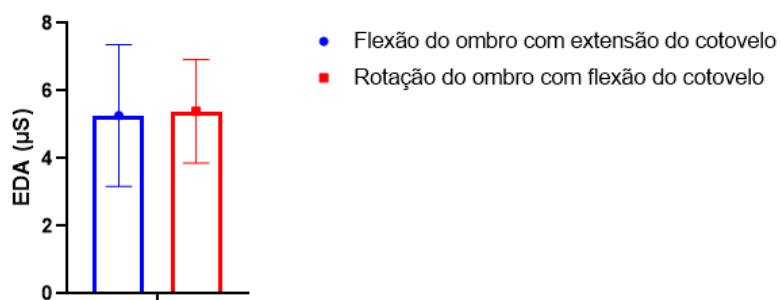 8
6
4
2
0
EDA (µS)
Flexão do ombro com extensão do cotovelo
Rotação do ombro com flexão do cotovelo